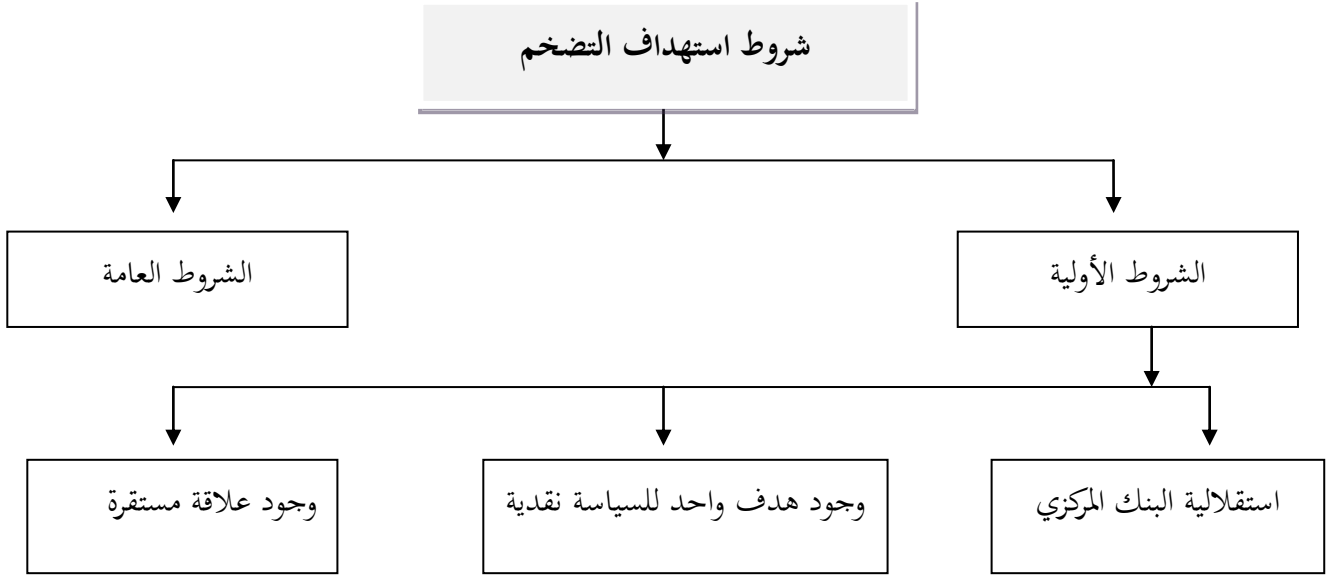 شروط استهداف التضخم
الشروط الأولية
الشروط العامة
استقلالية البنك المركزي
وجود هدف واحد للسياسة نقدية
وجود علاقة مستقرة